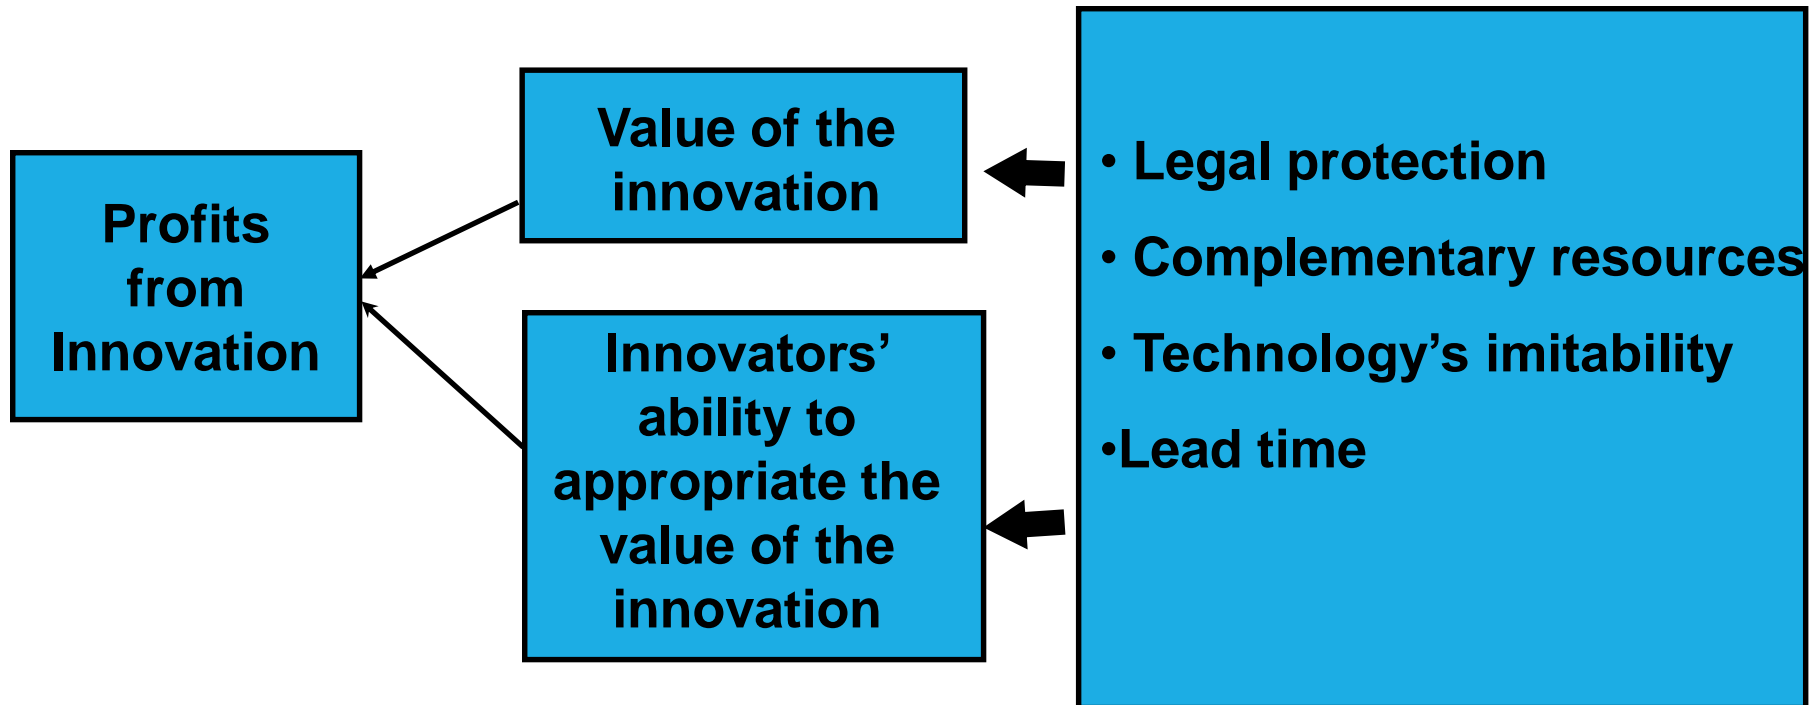 Profits
from
Innovation
Value of the
innovation
Innovators’
ability to
appropriate the
value of the
innovation
• Legal protection
• Complementary resources
• Technology’s imitability
•Lead time